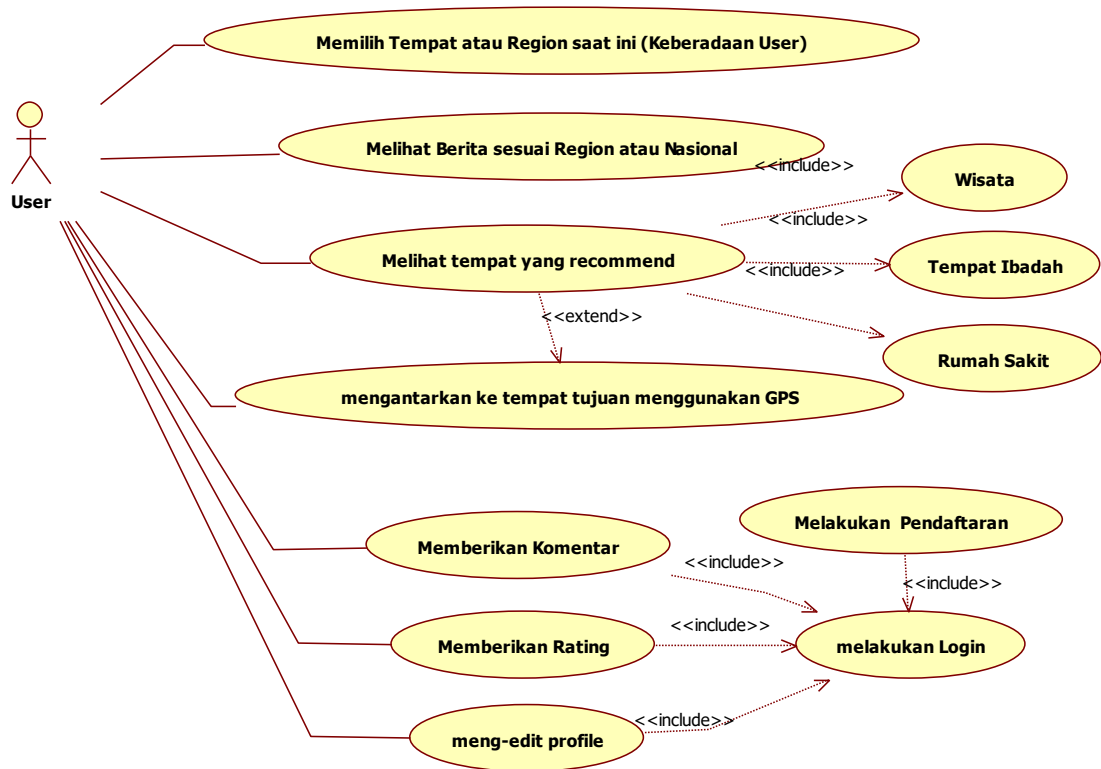 Memilih Tempat atau Region saat ini (Keberadaan User)
User
Melihat Berita sesuai Region atau Nasional
<<include>>
Wisata
<<include>>
Melihat tempat yang recommend
<<include>>
Tempat Ibadah
<<extend>>
Rumah Sakit
mengantarkan ke tempat tujuan menggunakan GPS
Melakukan Pendaftaran
Memberikan Komentar
<<include>>
<<include>>
Memberikan Rating
<<include>>
melakukan Login
meng-edit profile
<<include>>